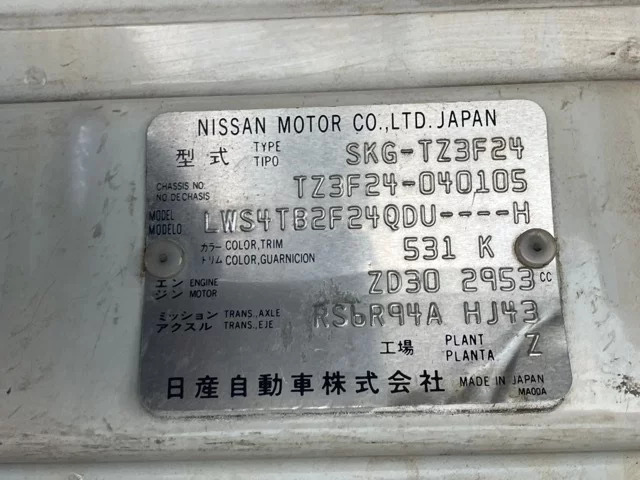 NISSAN MOTOR CO.,LTD. JAPAN
型式 TYPE TIPO SKG-TZ3F24
CHASSIS NO. NO.DECHASIS TZ3F24-040105
MODEL MODELO LWS4TB2F24QDU----H
カラー COLOR,TRIM
トリム COLOR,GUARNICION 531 K
エンジン ENGINE MOTOR ZD30 2953 cc
ミッション TRANS.,AXLE
アクスル TRANS.,EJE RS6R94A HJ43
工場 PLANT PLANTA Z
日産自動車株式会社 MADE IN JAPAN
MA00A